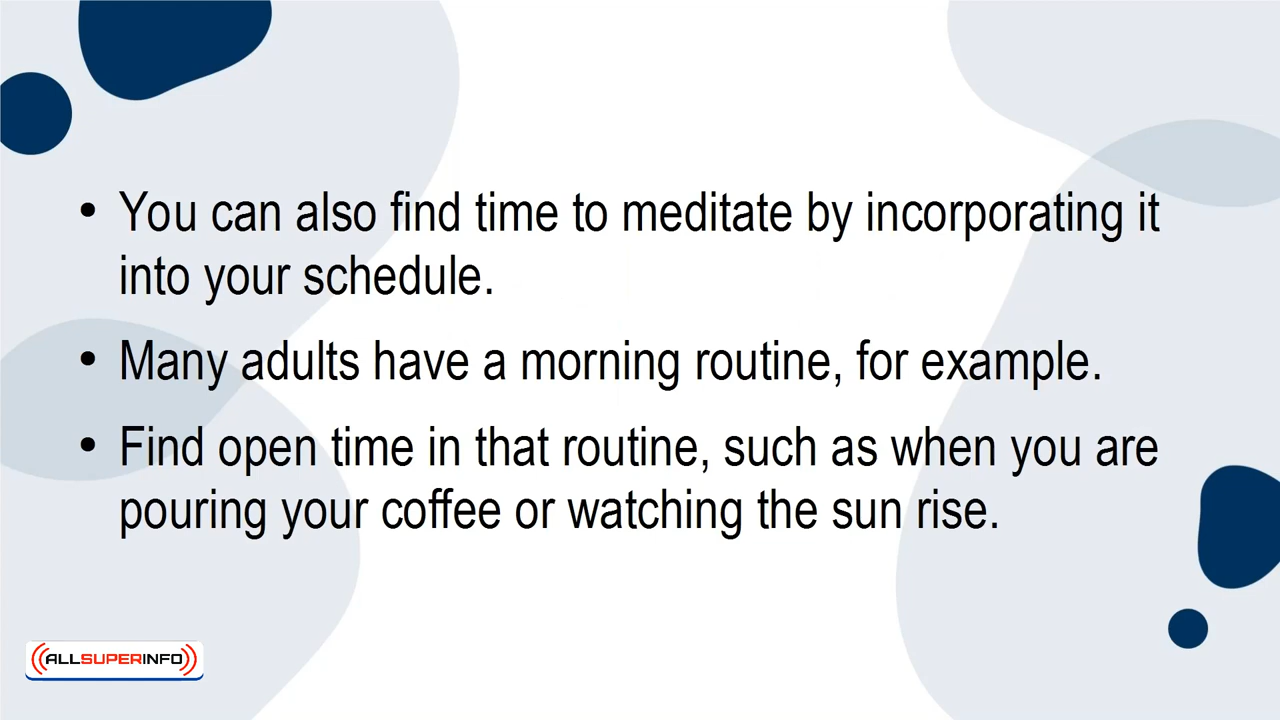 • You can also find time to meditate by incorporating it
into your schedule.
• Many adults have a morning routine, for example.
• Find open time in that routine, such as when you are
pouring your coffee or watching the sun rise.
ALLSUPERINFO